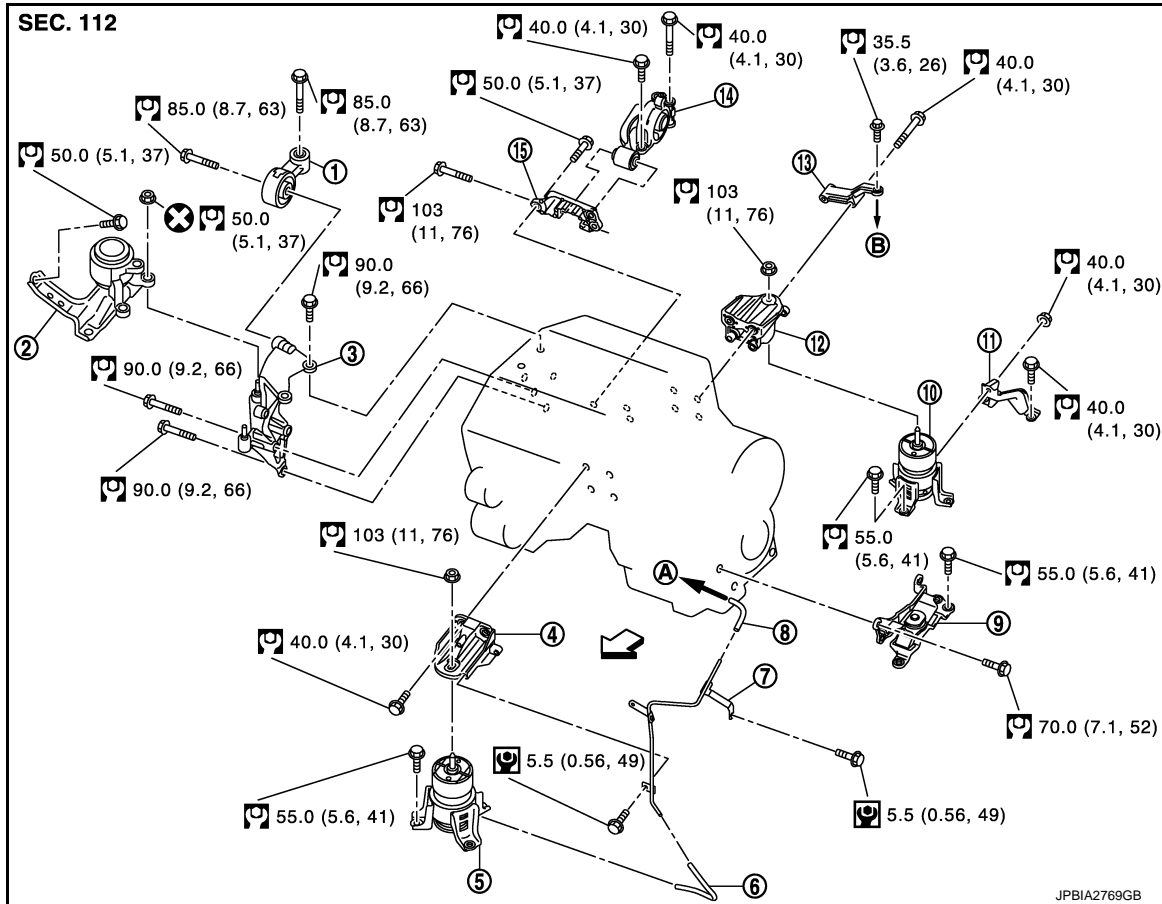 SEC. 112
40.0 (4.1, 30)
40.0
(4.1, 30)
35.5
(3.6, 26)
40.0
(4.1, 30)
50.0 (5.1, 37)
14
85.0 (8.7, 63)
85.0
(8.7, 63)
15
13
50.0 (5.1, 37)
1
103
(11, 76)
103
(11, 76)
B
50.0
(5.1, 37)
90.0
(9.2, 66)
40.0
(4.1, 30)
2
3
12
11
90.0 (9.2, 66)
10
40.0
(4.1, 30)
90.0 (9.2, 66)
103 (11, 76)
55.0
(5.6, 41)
A
55.0 (5.6, 41)
4
8
9
40.0 (4.1, 30)
7
70.0 (7.1, 52)
5.5 (0.56, 49)
55.0 (5.6, 41)
5.5 (0.56, 49)
5
6
JPBIA2769GB